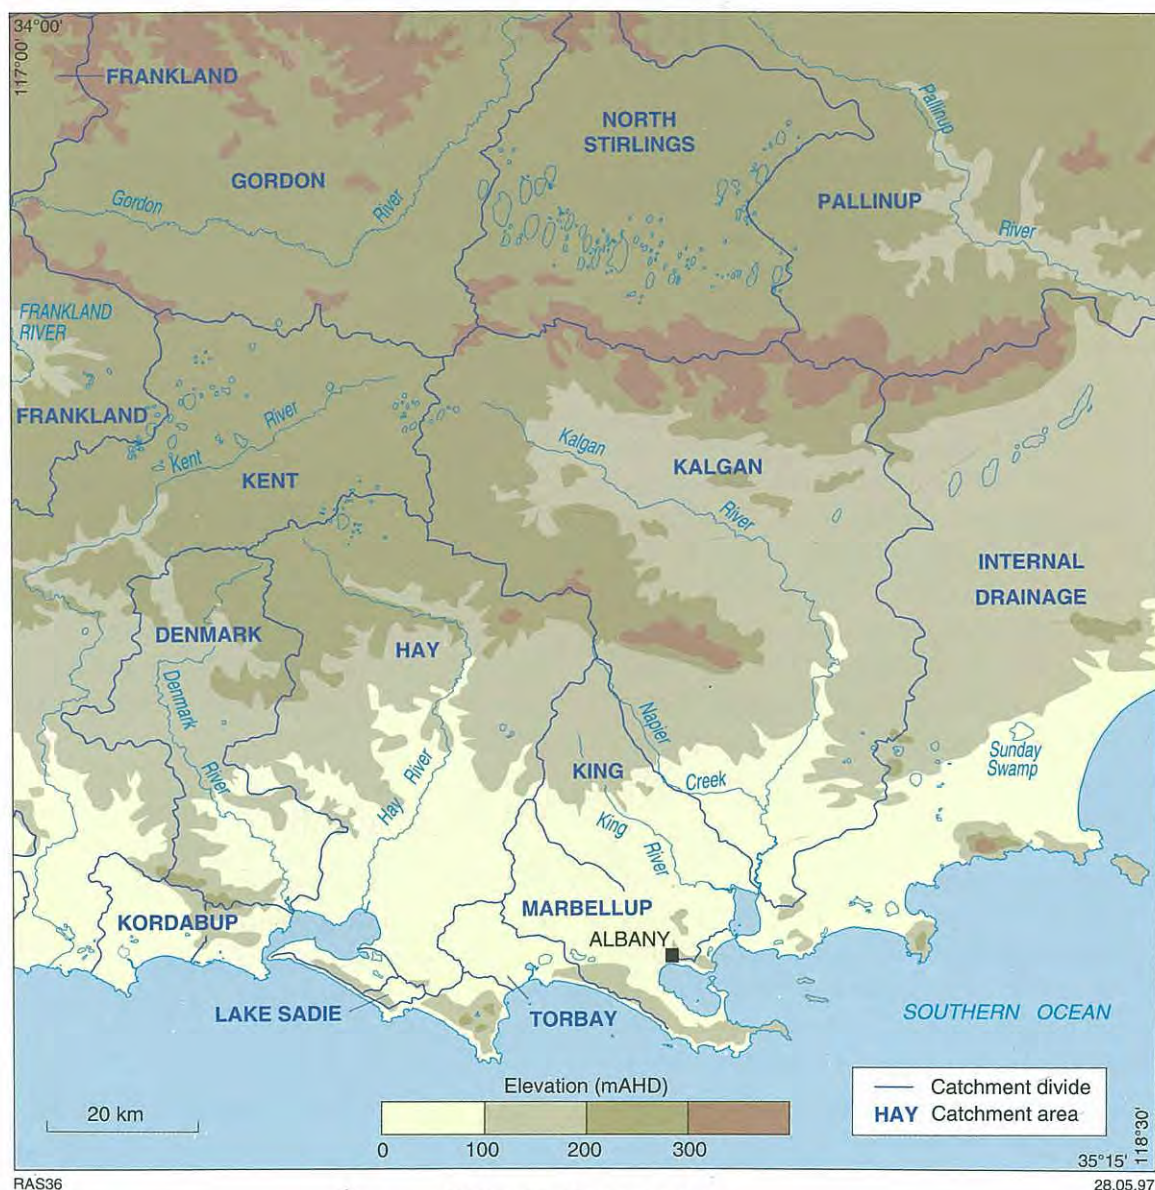 34°00'
117°00'
FRANKLAND
GORDON
Gordon
River
NORTH
STIRLINGS
Pallinup
PALLINUP
River
FRANKLAND
RIVER
FRANKLAND
Kent
River
KENT
Kalgan
KALGAN
River
INTERNAL
DRAINAGE
DENMARK
HAY
Denmark
River
Hay River
Napier
Creek
KING
King
River
Sunday
Swamp
KORDABUP
MARBELLUP
ALBANY
LAKE SADIE
TORBAY
SOUTHERN OCEAN
20 km
Elevation (mAHD)
0 100 200 300
Catchment divide
HAY Catchment area
35°15'
118°30'
RAS36
28.05.97